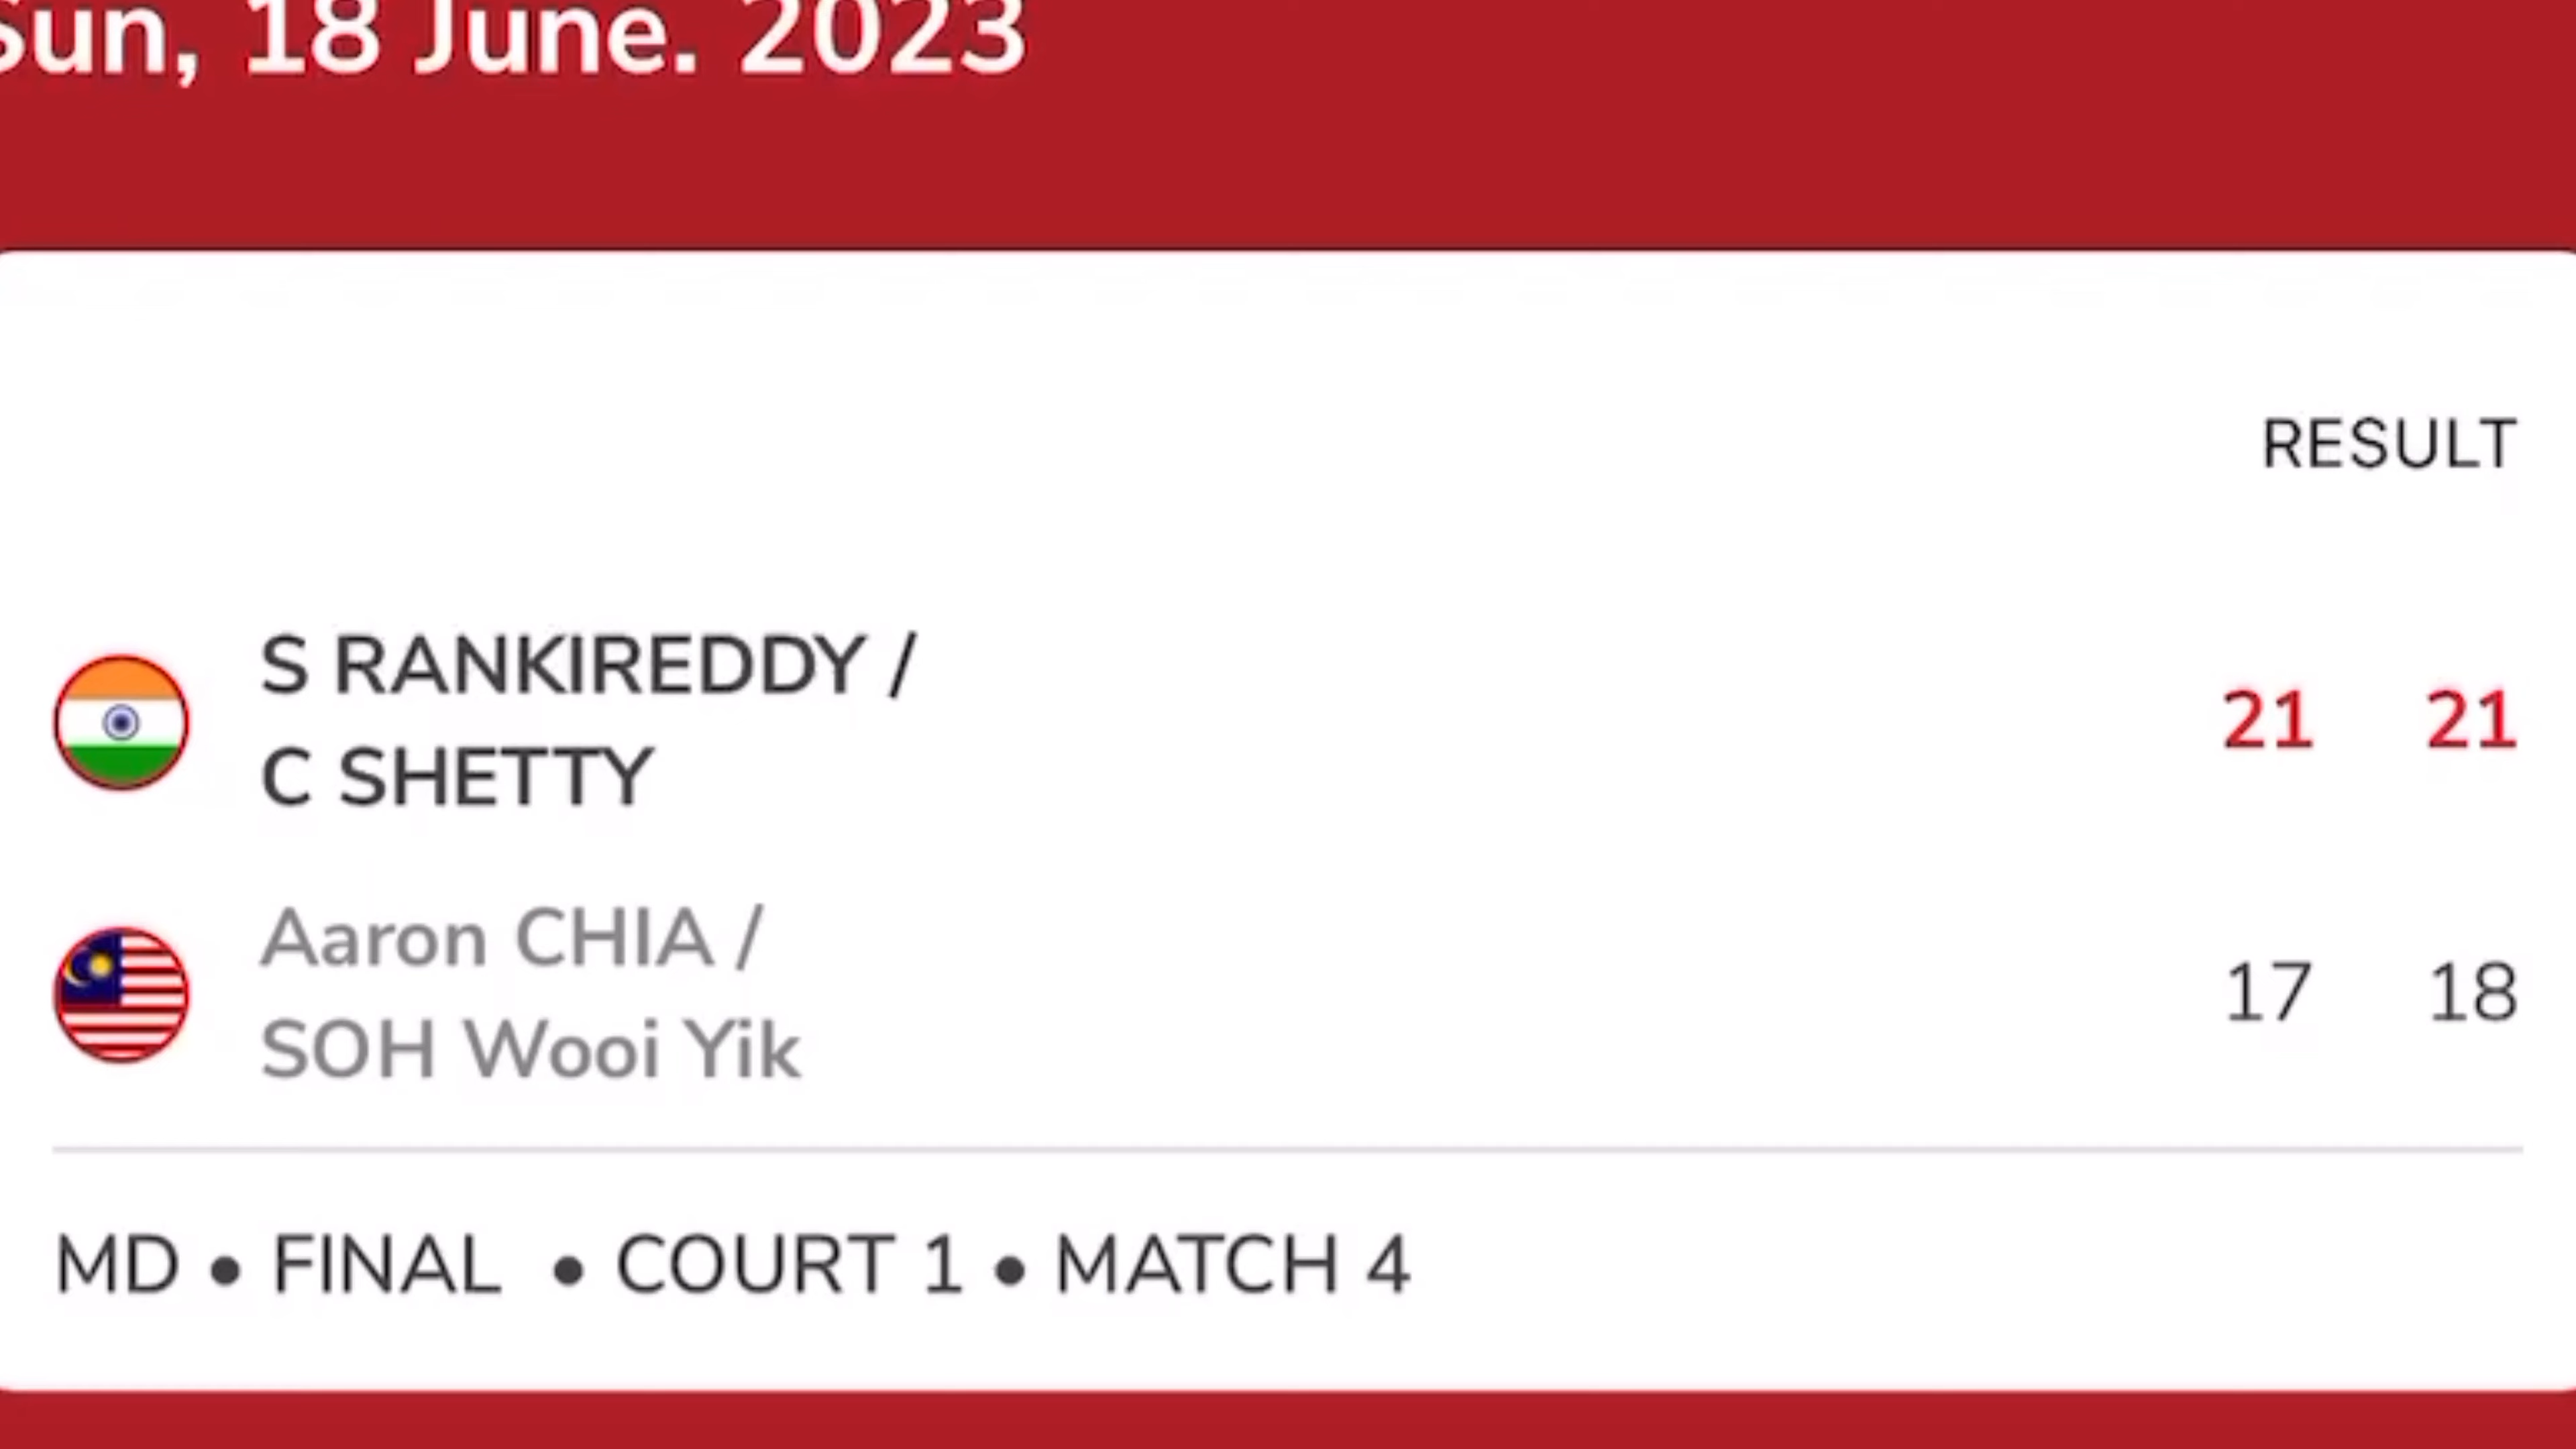 Sun, 18 June. 2023
RESULT
S RANKIREDDY /
C SHETTY
21 21
Aaron CHIA /
SOH Wooi Yik
17 18
MD • FINAL • COURT 1 • MATCH 4